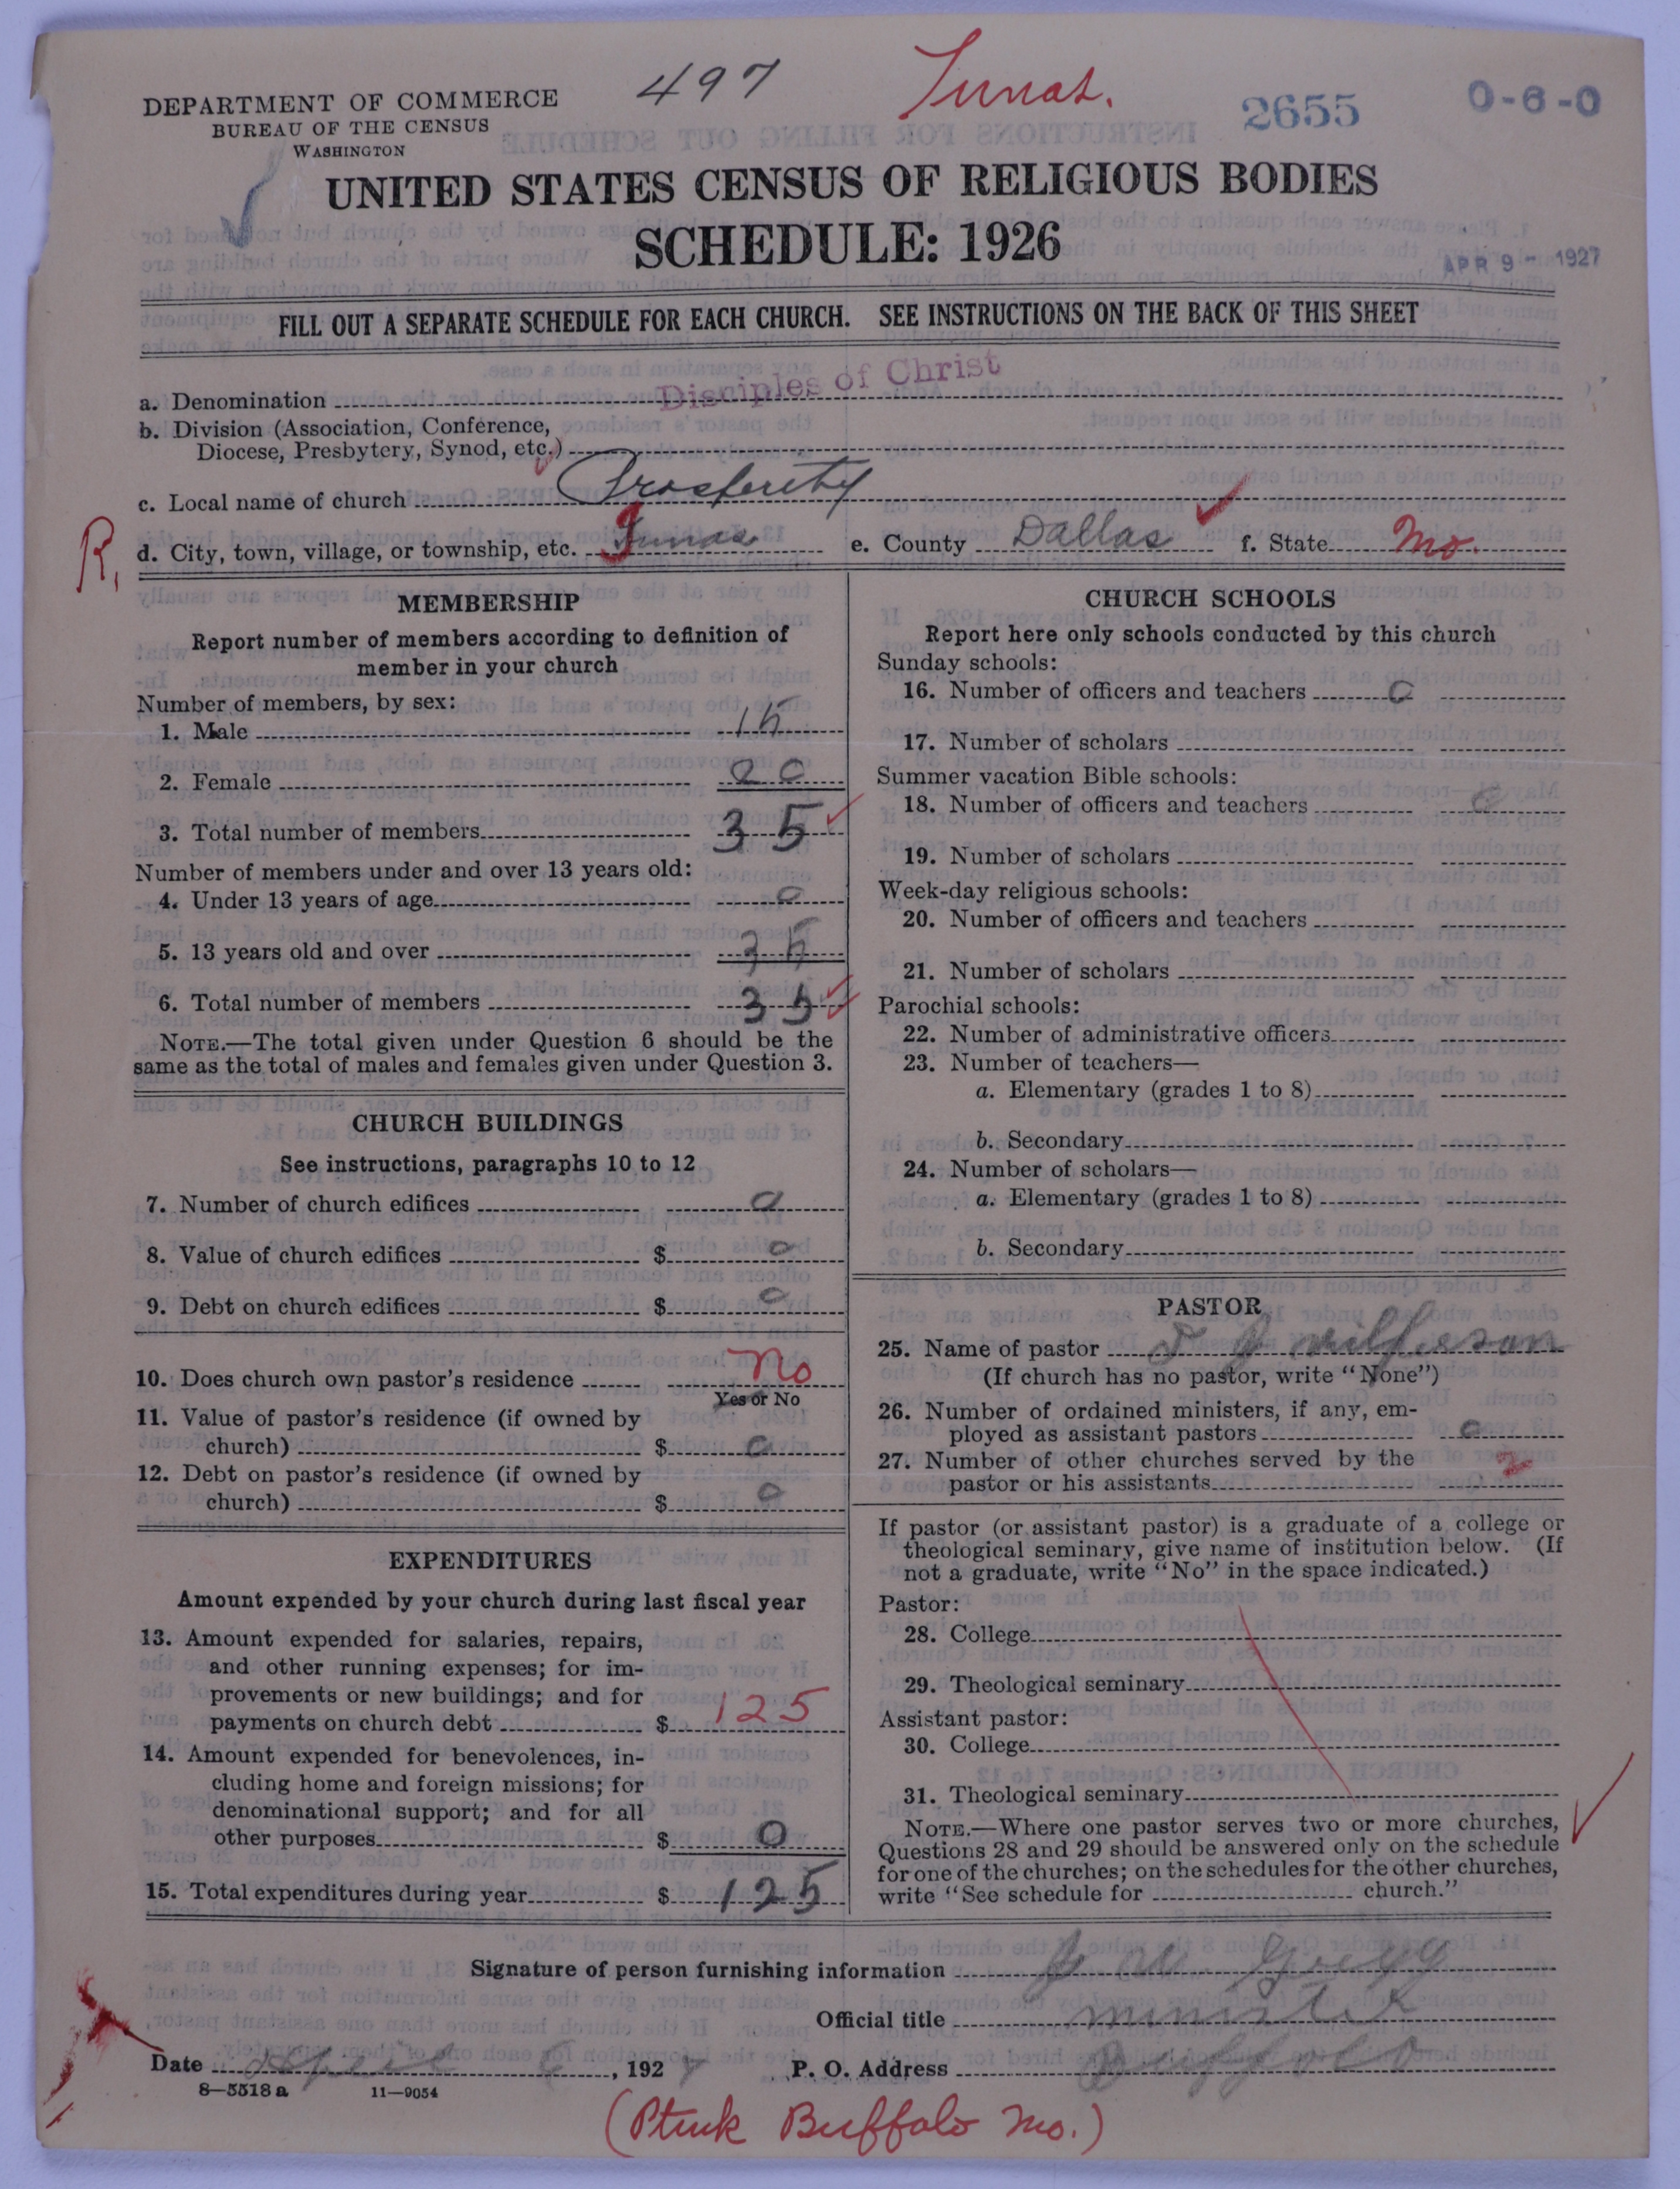 497
Tunas.
2655
0-6-0
DEPARTMENT OF COMMERCE
BUREAU OF THE CENSUS
WASHINGTON
UNITED STATES CENSUS OF RELIGIOUS BODIES
SCHEDULE: 1926
APR 9 - 1927
FILL OUT A SEPARATE SCHEDULE FOR EACH CHURCH. SEE INSTRUCTIONS ON THE BACK OF THIS SHEET
a. Denomination Disciples of Christ
b. Division (Association, Conference,
Diocese, Presbytery, Synod, etc.)
c. Local name of church Prosperity
R.
d. City, town, village, or township, etc. Tunas e. County Dallas f. State Mo.
MEMBERSHIP
Report number of members according to definition of
member in your church
Number of members, by sex:
1. Male 15
2. Female 20
3. Total number of members 35
Number of members under and over 13 years old:
4. Under 13 years of age 0
5. 13 years old and over 35
6. Total number of members 35
NOTE.—The total given under Question 6 should be the
same as the total of males and females given under Question 3.
CHURCH BUILDINGS
See instructions, paragraphs 10 to 12
7. Number of church edifices 0
8. Value of church edifices $ 0
9. Debt on church edifices $ 0
10. Does church own pastor's residence No
Yes or No
11. Value of pastor's residence (if owned by
church) $ 0
12. Debt on pastor's residence (if owned by
church) $ 0
EXPENDITURES
Amount expended by your church during last fiscal year
13. Amount expended for salaries, repairs,
and other running expenses; for im-
provements or new buildings; and for
payments on church debt $ 125
14. Amount expended for benevolences, in-
cluding home and foreign missions; for
denominational support; and for all
other purposes $ 0
15. Total expenditures during year $ 125
CHURCH SCHOOLS
Report here only schools conducted by this church
Sunday schools:
16. Number of officers and teachers 0
17. Number of scholars
Summer vacation Bible schools:
18. Number of officers and teachers 0
19. Number of scholars
Week-day religious schools:
20. Number of officers and teachers
21. Number of scholars
Parochial schools:
22. Number of administrative officers
23. Number of teachers—
a. Elementary (grades 1 to 8)
b. Secondary
24. Number of scholars—
a. Elementary (grades 1 to 8)
b. Secondary
PASTOR
25. Name of pastor
(If church has no pastor, write "None")
26. Number of ordained ministers, if any, em-
ployed as assistant pastors 0
27. Number of other churches served by the
pastor or his assistants 2
If pastor (or assistant pastor) is a graduate of a college or
theological seminary, give name of institution below. (If
not a graduate, write "No" in the space indicated.)
Pastor:
28. College
29. Theological seminary
Assistant pastor:
30. College
31. Theological seminary
NOTE.—Where one pastor serves two or more churches,
Questions 28 and 29 should be answered only on the schedule
for one of the churches; on the schedules for the other churches,
write "See schedule for church."
Signature of person furnishing information J W Gregg
Official title minister
Date April 6, 1927 P. O. Address Buffalo
8—5518a 11—9054
Buffalo Mo.)